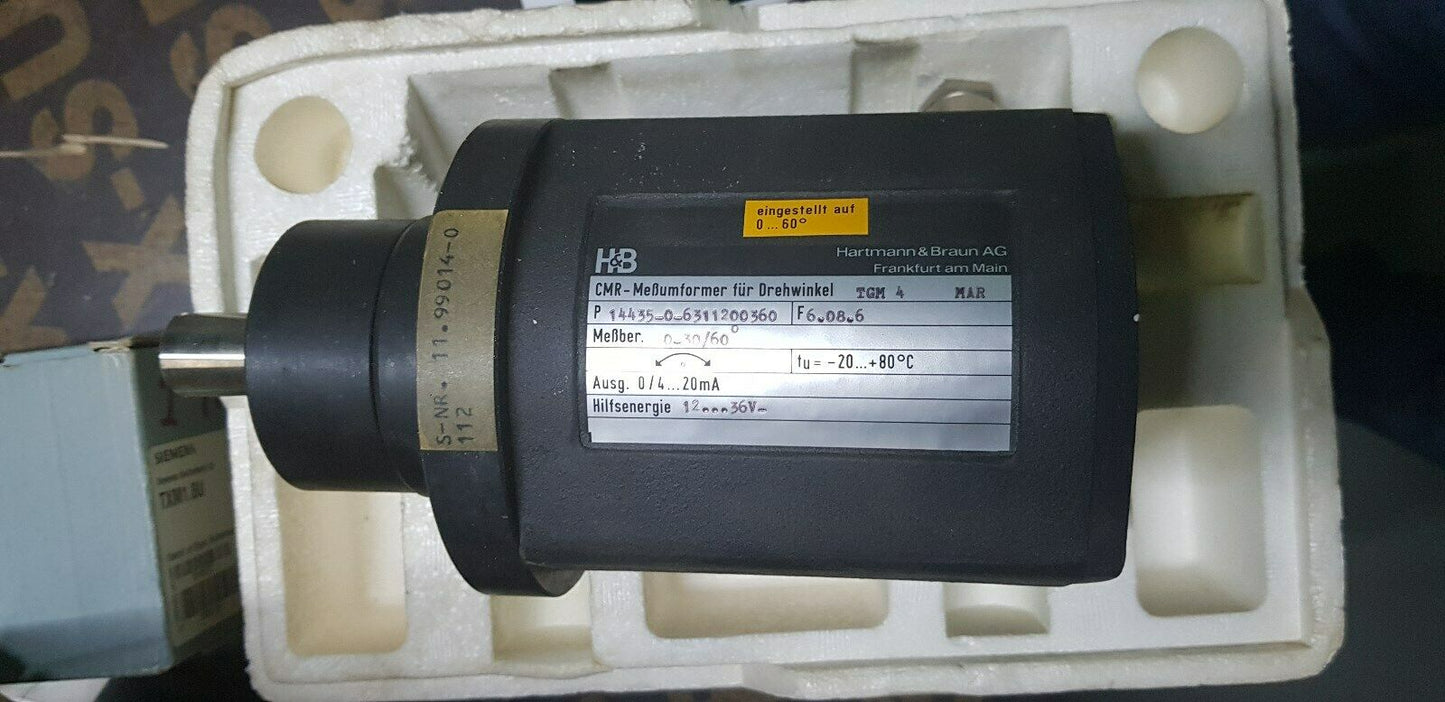 eingestellt auf
0...60°
H&B
Hartmann & Braun AG
Frankfurt am Main
CMR-Meßumformer für Drehwinkel TGM 4 MAR
P 14435-0-6311200360 F6.08.6
Meßber. 0-30/60°
tu = -20...+80°C
Ausg. 0/4...20mA
Hilfsenergie 12...36V-
S-NR. 11.99014-0
112
SIEMENS
TXM1.8U